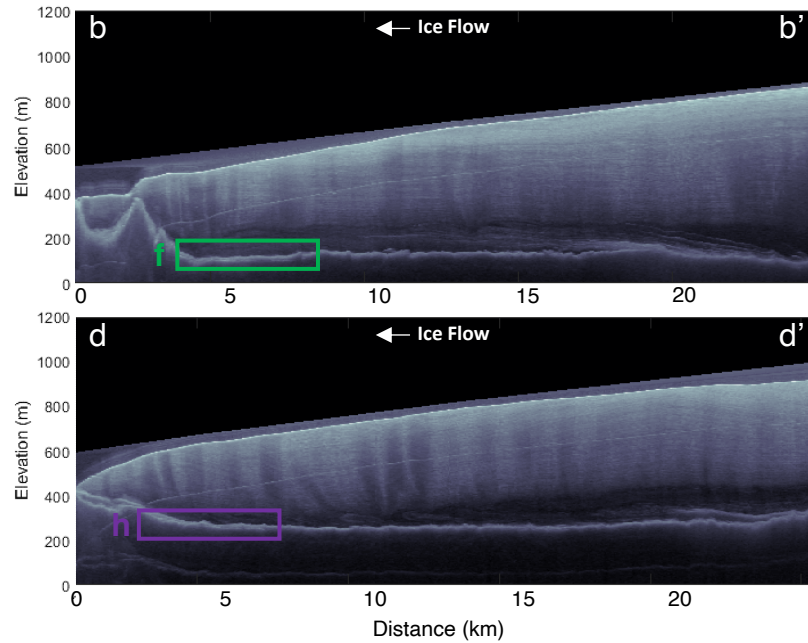 1200
b
← Ice Flow
b'
1000
800
600
400
200
0
Elevation (m)
f
0 5 10 15 20
1200
d
← Ice Flow
d'
1000
800
600
400
200
0
Elevation (m)
h
0 5 10 15 20
Distance (km)